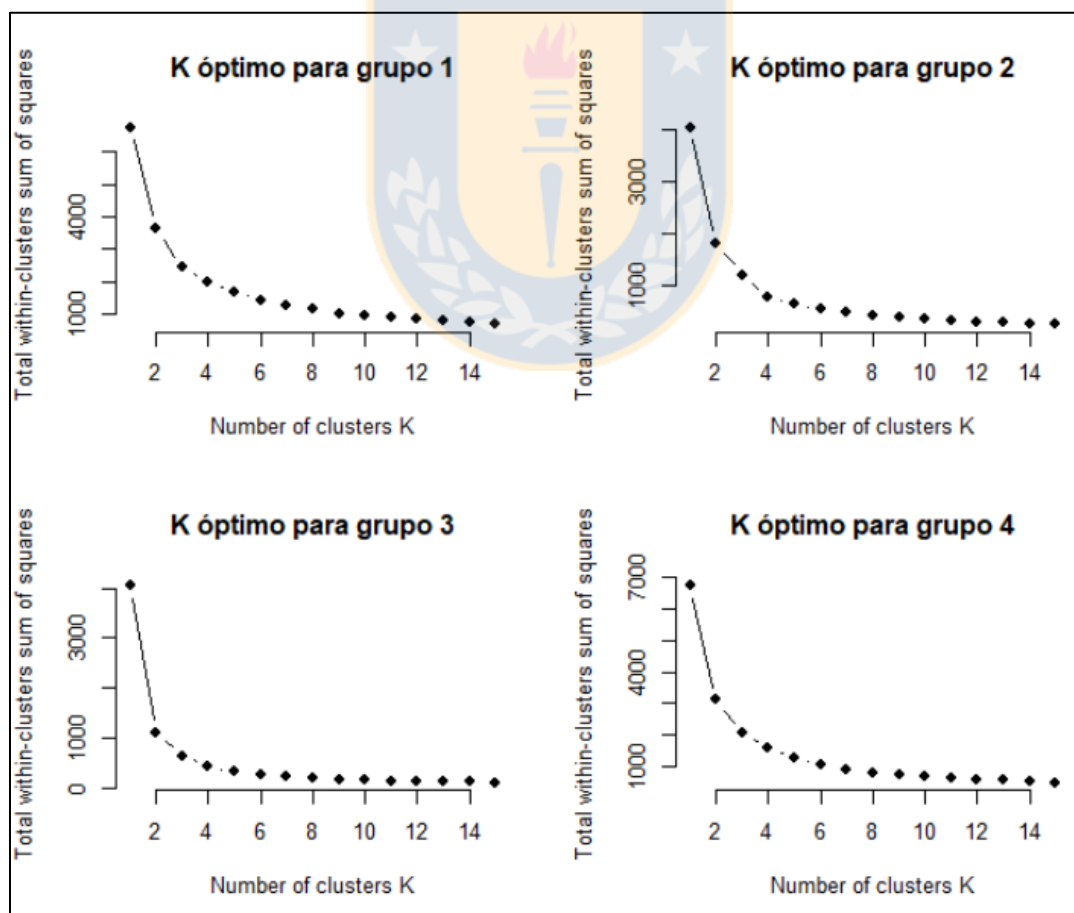 K óptimo para grupo 1
Total within-clusters sum of squares
4000
1000
2 4 6 8 10 12 14
Number of clusters K
K óptimo para grupo 2
Total within-clusters sum of squares
3000
1000
2 4 6 8 10 12 14
Number of clusters K
K óptimo para grupo 3
Total within-clusters sum of squares
3000
1000
0
2 4 6 8 10 12 14
Number of clusters K
K óptimo para grupo 4
Total within-clusters sum of squares
7000
4000
1000
2 4 6 8 10 12 14
Number of clusters K